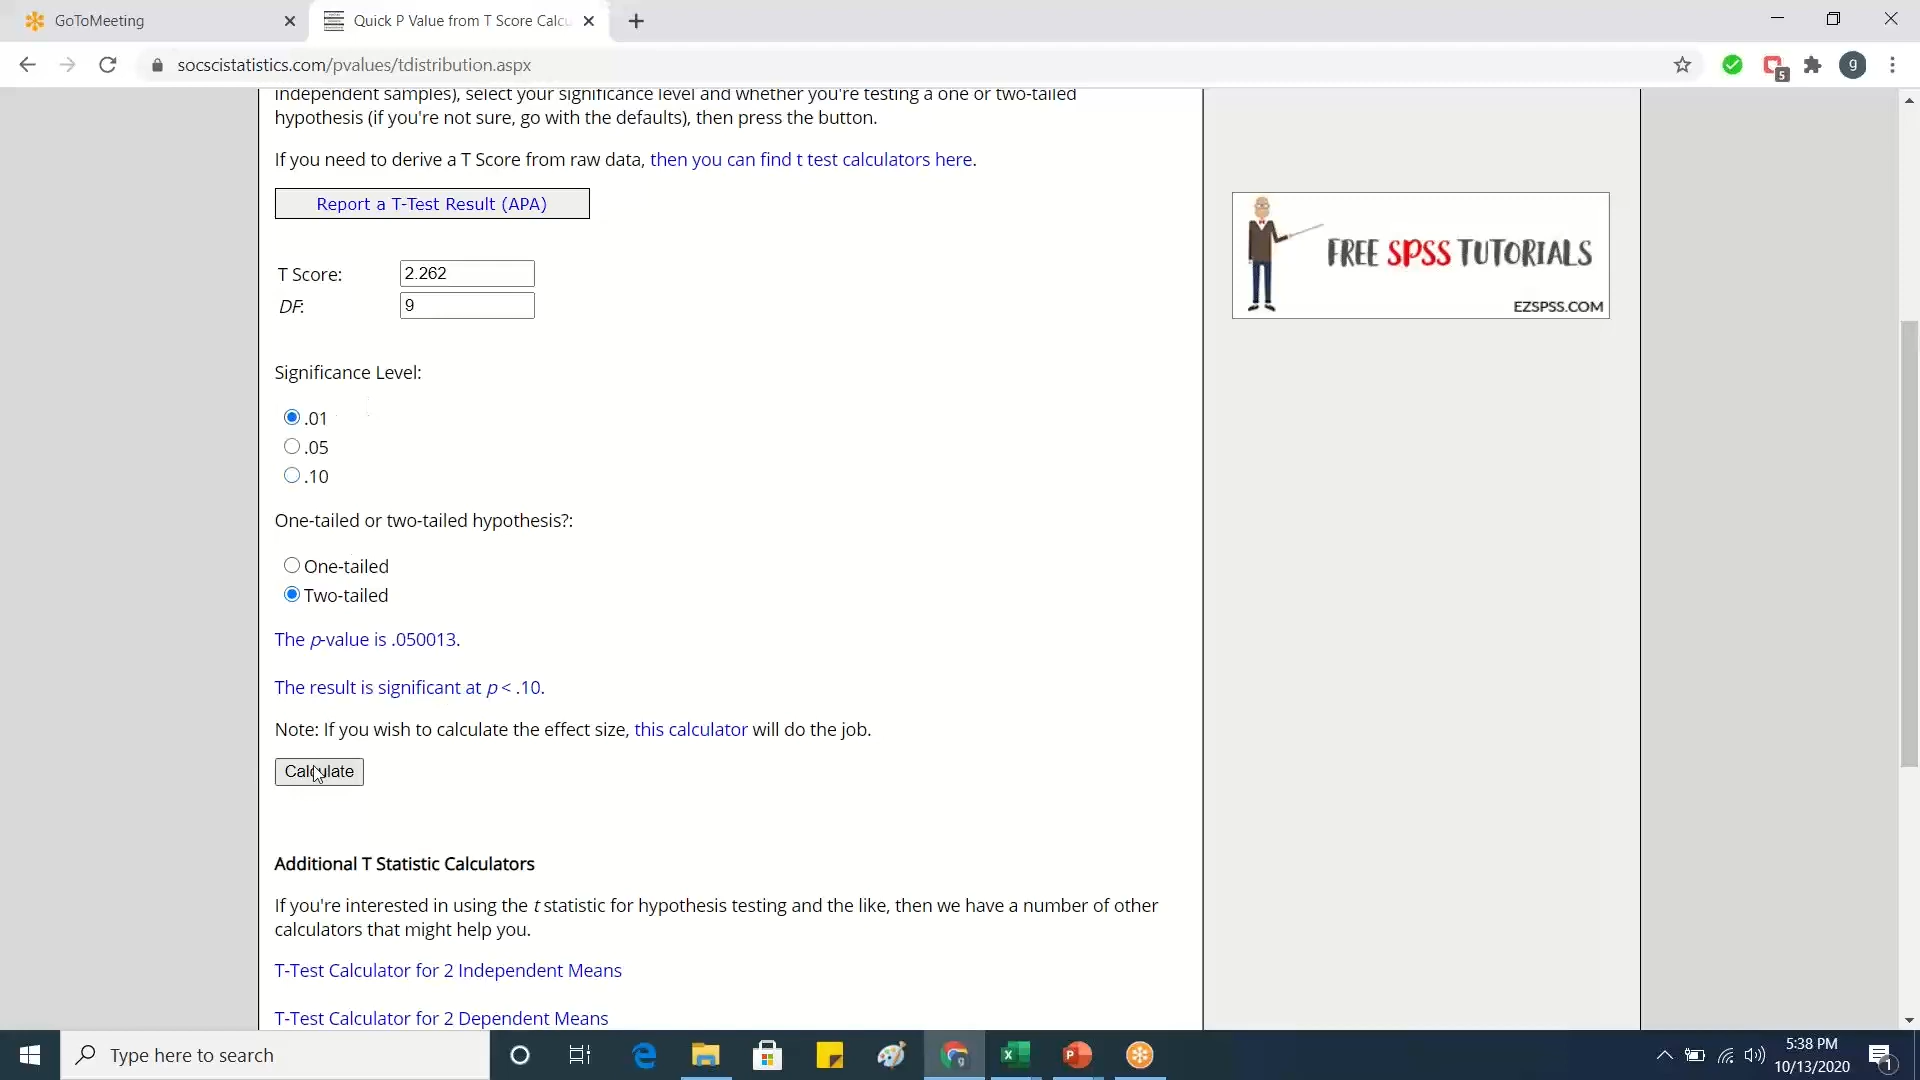 GoToMeeting
Quick P Value from T Score Calcu
socscistatistics.com/pvalues/tdistribution.aspx
5
g
independent samples), select your significance level and whether you're testing a one or two-tailed
hypothesis (if you're not sure, go with the defaults), then press the button.
If you need to derive a T Score from raw data, then you can find t test calculators here.
Report a T-Test Result (APA)
FREE SPSS TUTORIALS
EZSPSS.COM
T Score: 2.262
DF: 9
Significance Level:
.01
.05
.10
One-tailed or two-tailed hypothesis?:
One-tailed
Two-tailed
The p-value is .050013.
The result is significant at p < .10.
Note: If you wish to calculate the effect size, this calculator will do the job.
Calculate
Additional T Statistic Calculators
If you're interested in using the t statistic for hypothesis testing and the like, then we have a number of other
calculators that might help you.
T-Test Calculator for 2 Independent Means
T-Test Calculator for 2 Dependent Means
Type here to search
5:38 PM
10/13/2020
1